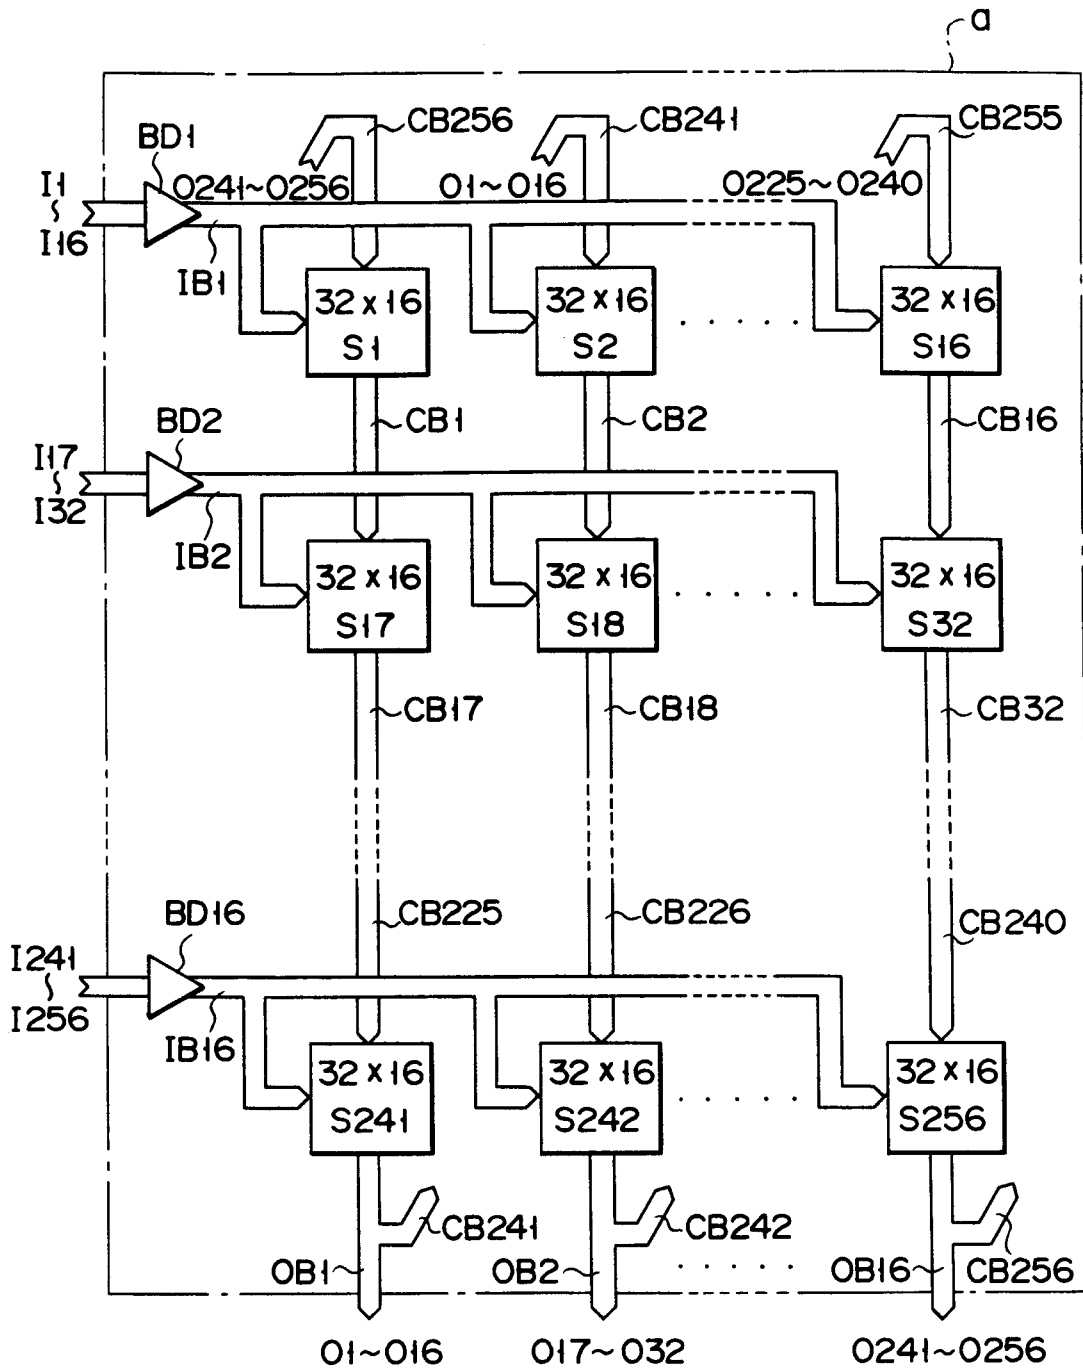 a
CB256
CB241
CB255
BD1
I1
I16
O241~O256
O1~O16
O225~O240
IB1
32×16
S1
32×16
S2
32×16
S16
CB1
CB2
CB16
BD2
I17
I32
IB2
32×16
S17
32×16
S18
32×16
S32
CB17
CB18
CB32
CB225
CB226
CB240
BD16
I241
I256
IB16
32×16
S241
32×16
S242
32×16
S256
CB241
CB242
CB256
OB1
OB2
OB16
O1~O16
O17~O32
O241~O256